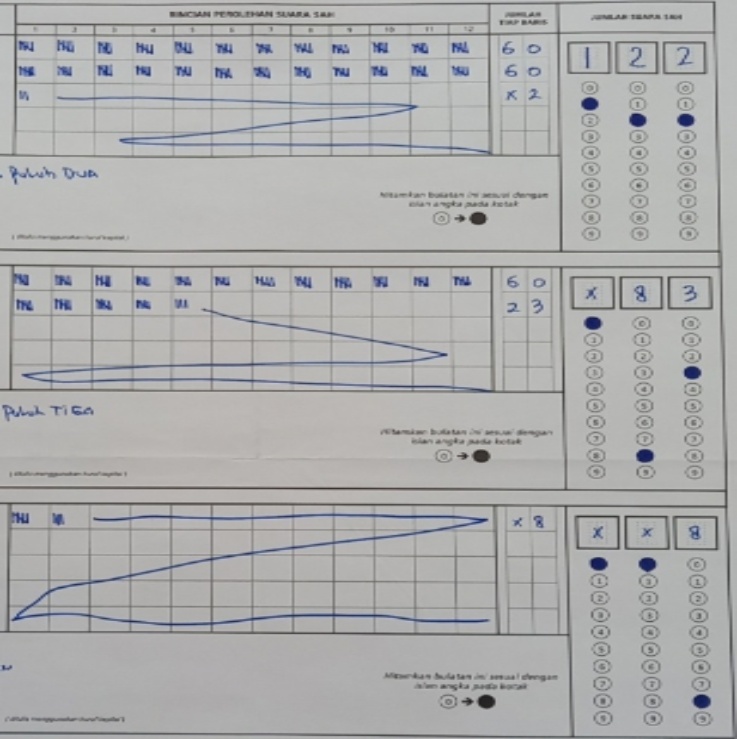 RINCIAN PEROLEHAN SUARA SAH
JUMLAH TIAP BARIS
JUMLAH SUARA SAH
1 2 3 4 5 6 7 8 9 10 11 12
6 0
6 0
x 2
1 2 2
Puluh DUA
Hitamkan bulatan ini sesuai dengan
isian angka pada kotak
(ditulis menggunakan huruf kapital)
6 0
2 3
x 8 3
Puluh TIGA
Hitamkan bulatan ini sesuai dengan
isian angka pada kotak
(ditulis menggunakan huruf kapital)
x 8
x x 8
Hitamkan bulatan ini sesuai dengan
isian angka pada kotak
(ditulis menggunakan huruf kapital)